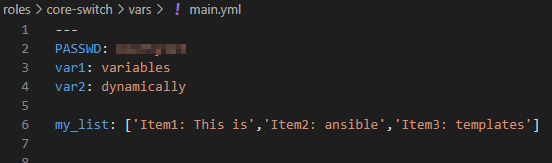 roles > core-switch > vars > ! main.yml
1 ---
2 PASSWD:
3 var1: variables
4 var2: dynamically
5
6 my_list: ['Item1: This is','Item2: ansible','Item3: templates']
7
8